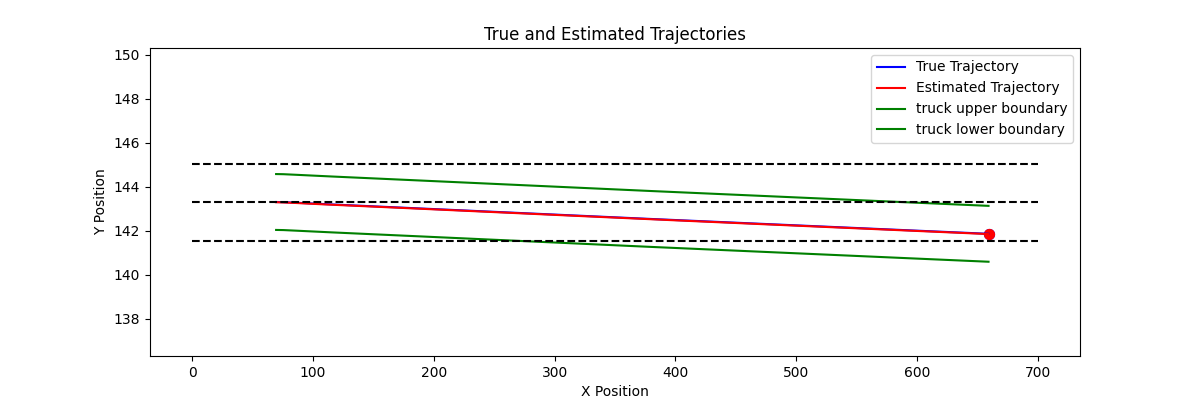 True and Estimated Trajectories
150
148
146
144
142
140
138
Y Position
True Trajectory
Estimated Trajectory
truck upper boundary
truck lower boundary
0 100 200 300 400 500 600 700
X Position